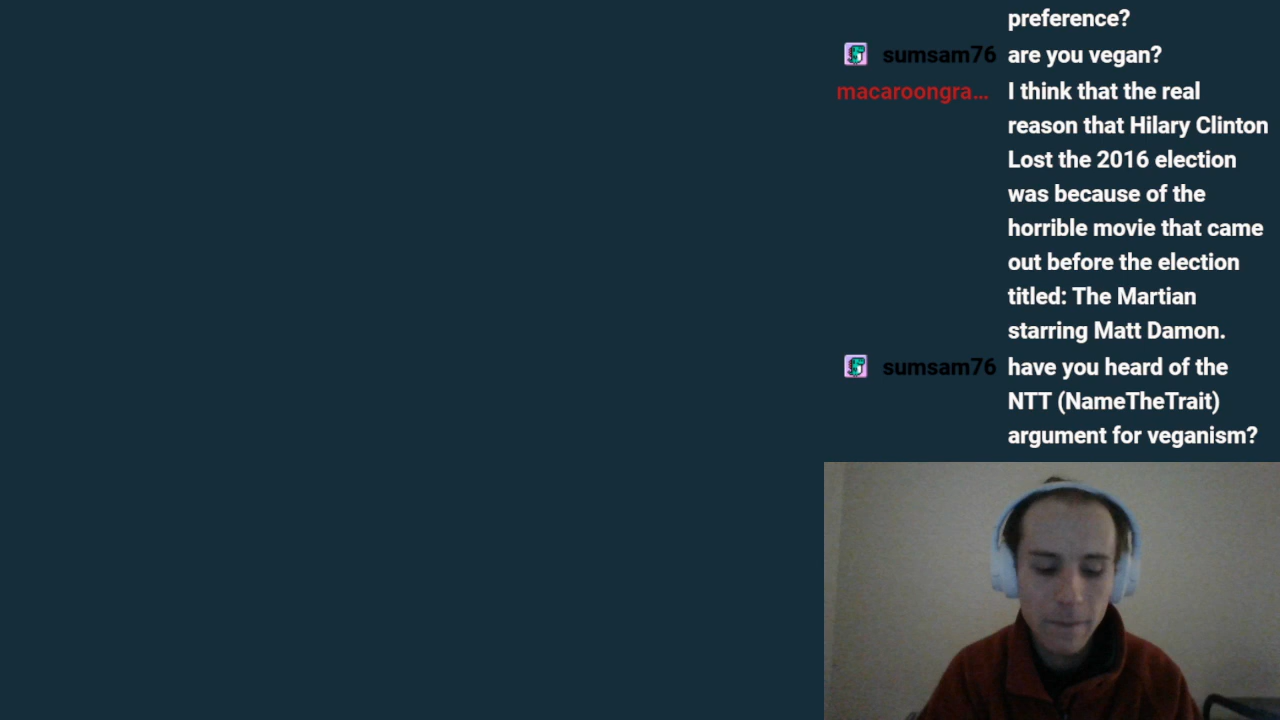 preference?
sumsam76 are you vegan?
macaroongra... I think that the real
reason that Hilary Clinton
Lost the 2016 election
was because of the
horrible movie that came
out before the election
titled: The Martian
starring Matt Damon.
sumsam76 have you heard of the
NTT (NameTheTrait)
argument for veganism?